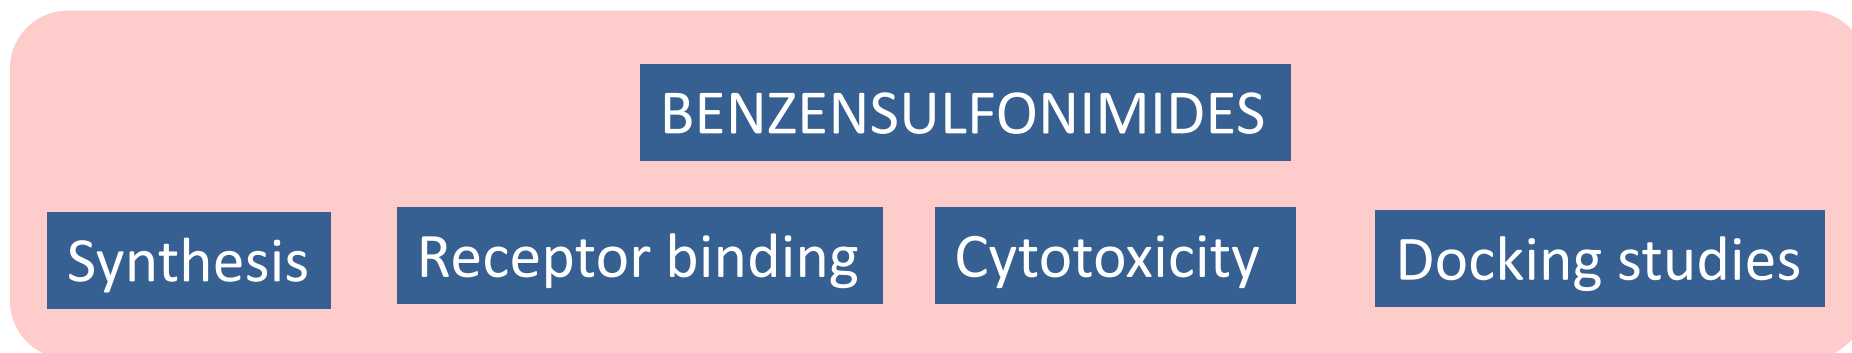 BENZENSULFONIMIDES
Synthesis
Receptor binding
Cytotoxicity
Docking studies